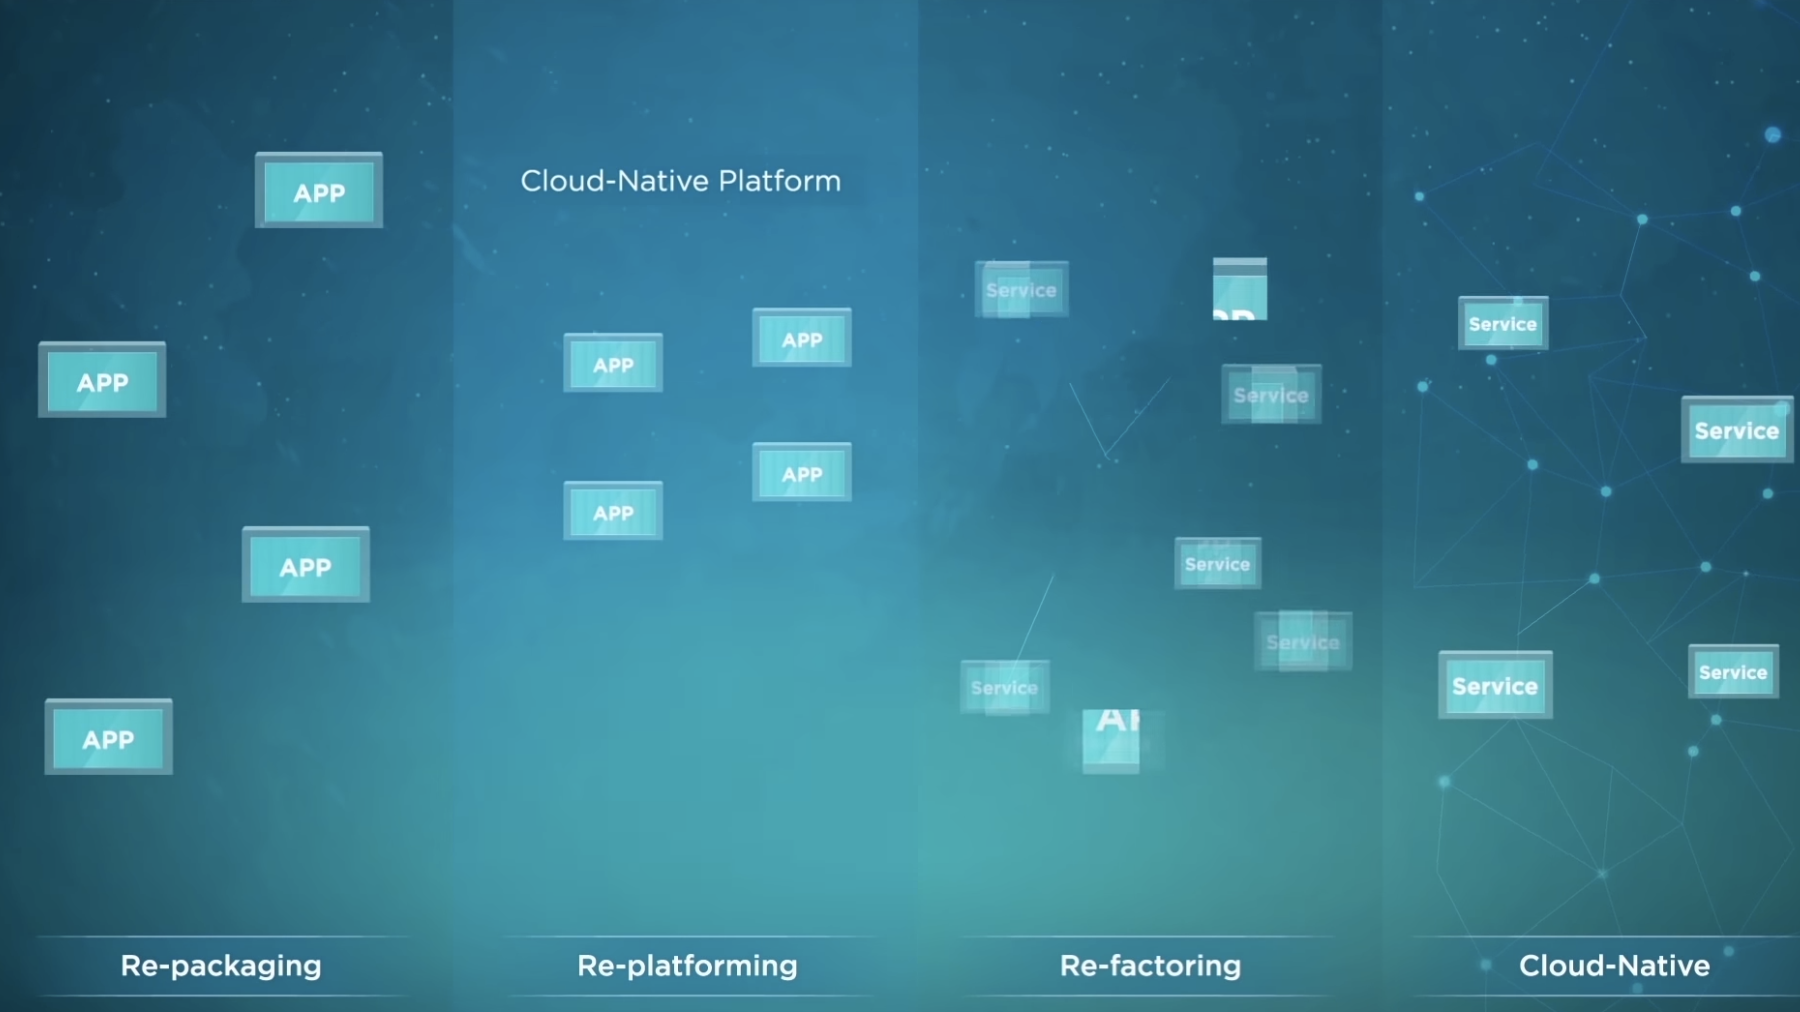 APP
APP
APP
APP
Re-packaging
Cloud-Native Platform
APP
APP
APP
APP
Re-platforming
Service
Service
Service
Service
Service
Re-factoring
Service
Service
Service
Service
Cloud-Native